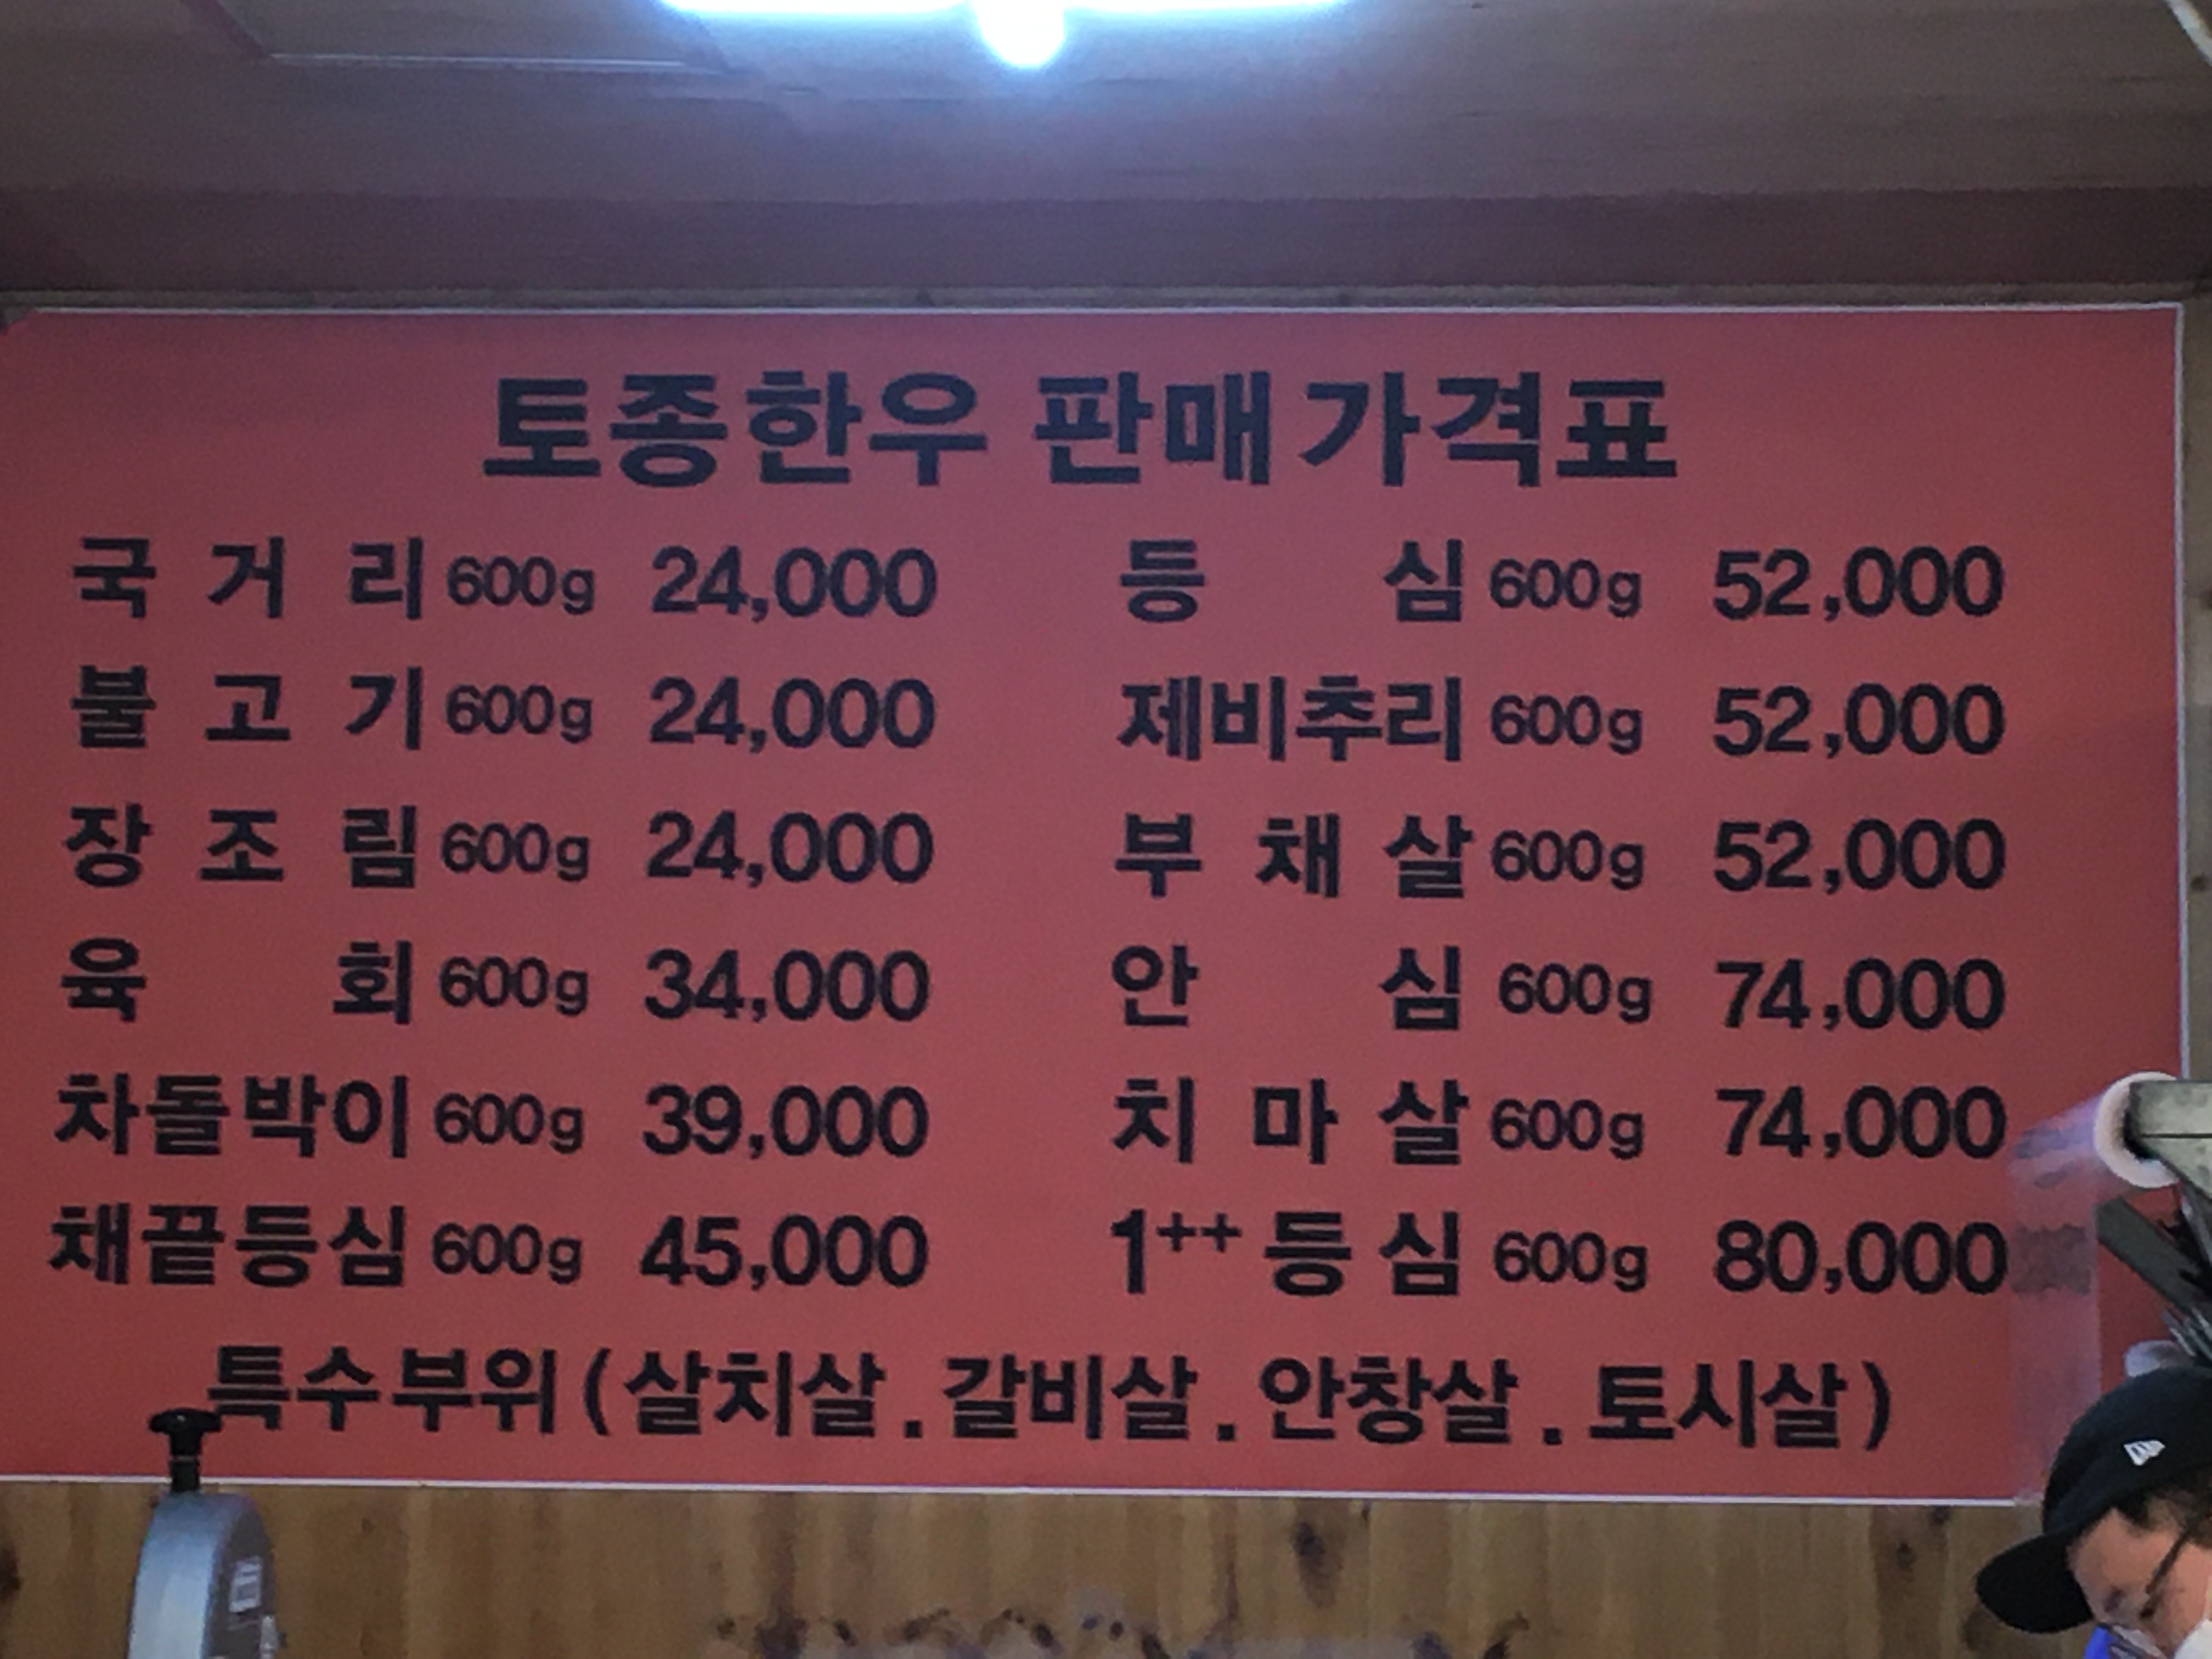 토종한우 판매가격표
국거리 600g 24,000 등심 600g 52,000
불고기 600g 24,000 제비추리 600g 52,000
장조림 600g 24,000 부채살 600g 52,000
육회 600g 34,000 안심 600g 74,000
차돌박이 600g 39,000 치마살 600g 74,000
채끝등심 600g 45,000 1++등심 600g 80,000
특수부위(살치살.갈비살.안창살.토시살)